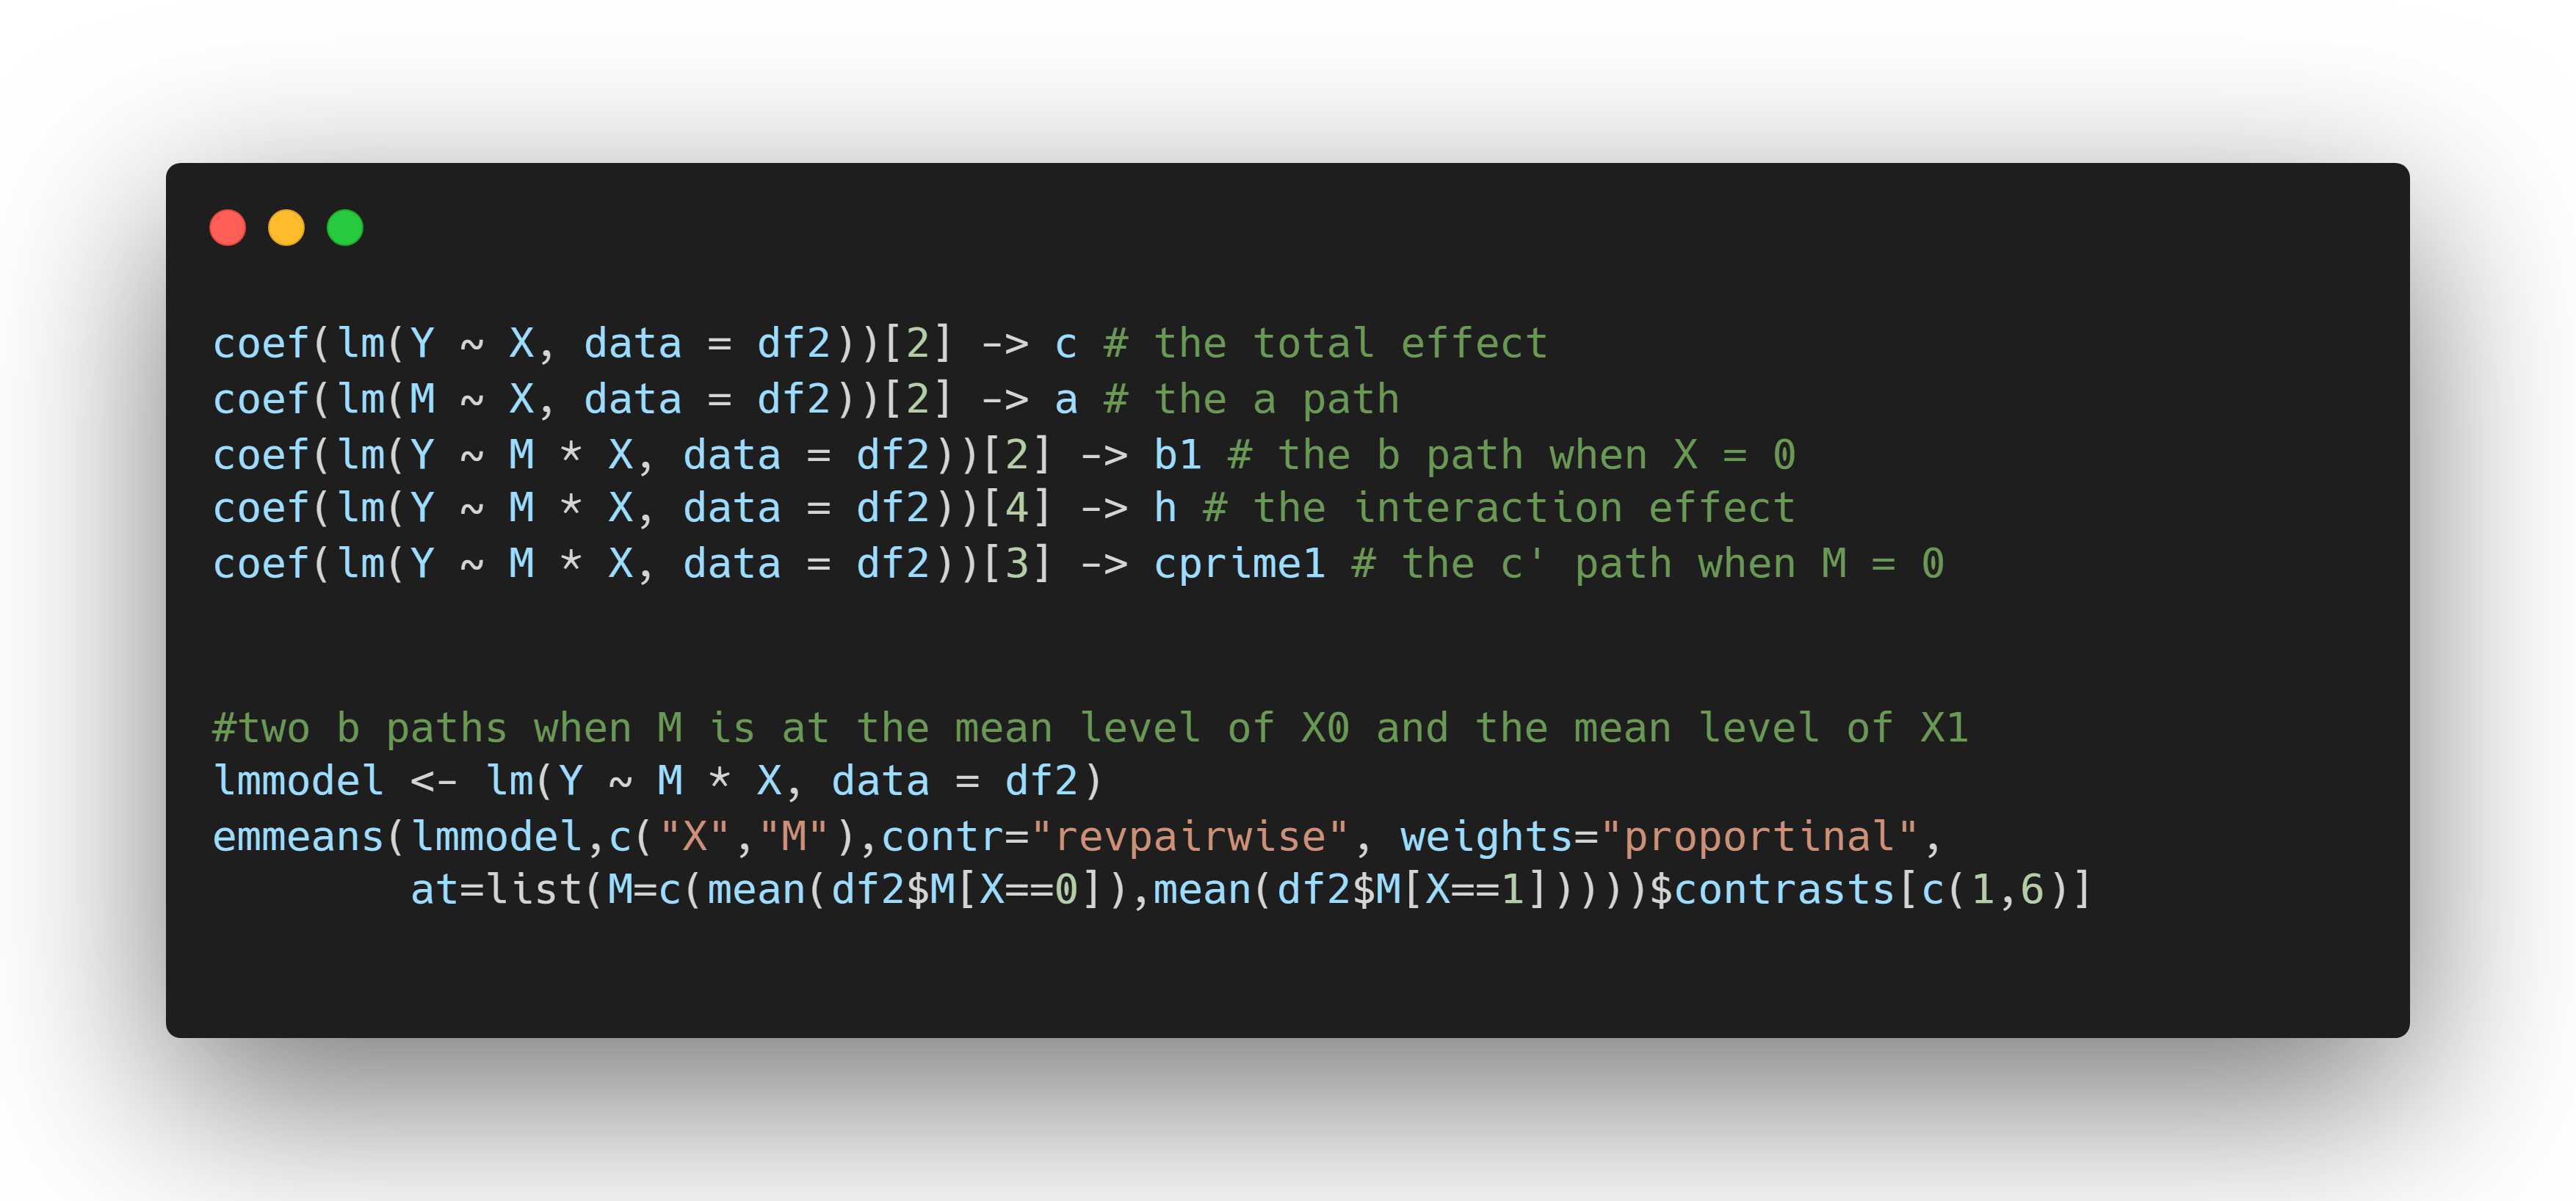 coef(lm(Y ~ X, data = df2))[2] -> c # the total effect
coef(lm(M ~ X, data = df2))[2] -> a # the a path
coef(lm(Y ~ M * X, data = df2))[2] -> b1 # the b path when X = 0
coef(lm(Y ~ M * X, data = df2))[4] -> h # the interaction effect
coef(lm(Y ~ M * X, data = df2))[3] -> cprime1 # the c' path when M = 0
#two b paths when M is at the mean level of X0 and the mean level of X1
lmmodel <- lm(Y ~ M * X, data = df2)
emmeans(lmmodel,c("X","M"),contr="revpairwise", weights="proportinal",
at=list(M=c(mean(df2$M[X==0]),mean(df2$M[X==1]))))$contrasts[c(1,6)]